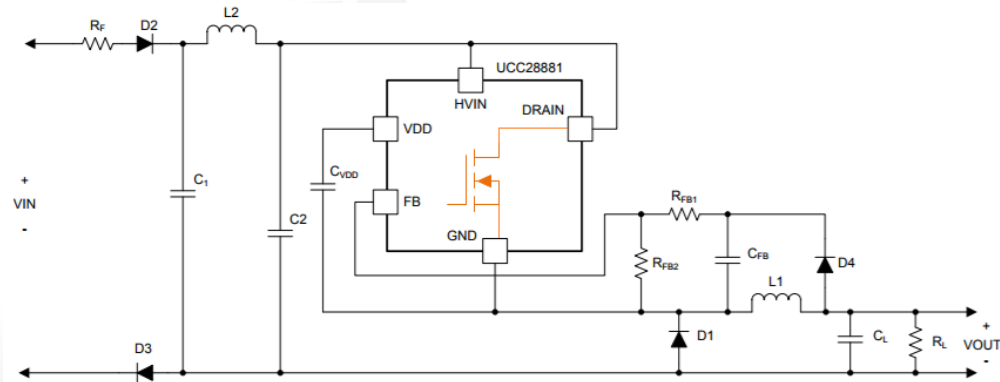 RF
D2
L2
UCC28881
HVIN
DRAIN
VDD
CVDD
FB
GND
+
VIN
-
C1
C2
RFB1
RFB2
CFB
D4
L1
D1
D3
CL
RL
+
VOUT
-